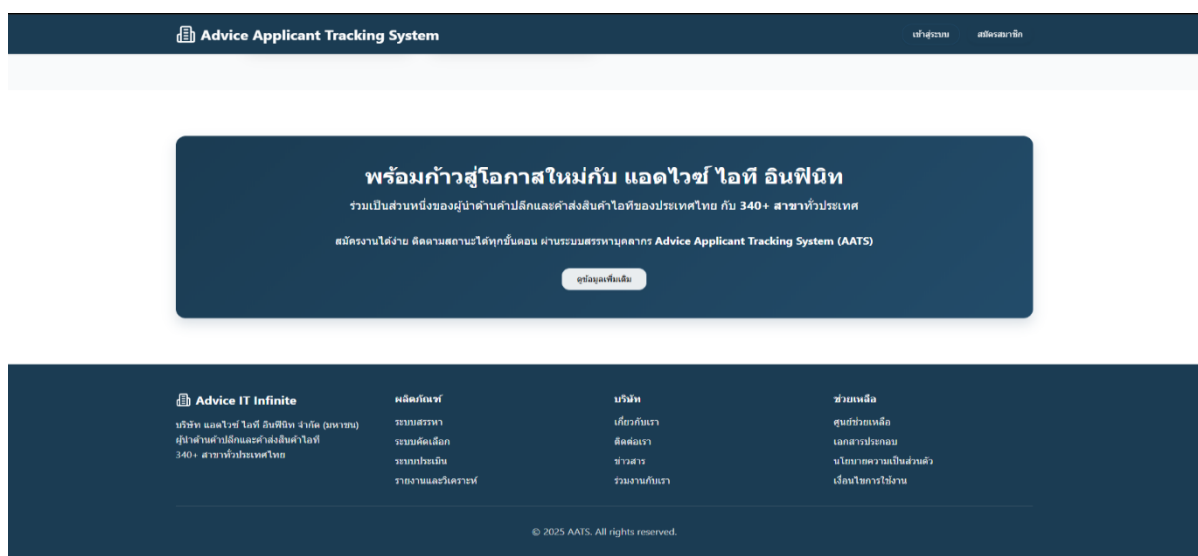 Advice Applicant Tracking System
เข้าสู่ระบบ
สมัครสมาชิก
พร้อมก้าวสู่โอกาสใหม่กับ แอดไวซ์ ไอที อินฟินิท
ร่วมเป็นส่วนหนึ่งของผู้นำด้านค้าปลีกและค้าส่งสินค้าไอทีของประเทศไทย กับ 340+ สาขาทั่วประเทศ
สมัครงานได้ง่าย ติดตามสถานะได้ทุกขั้นตอน ผ่านระบบสรรหาบุคลากร Advice Applicant Tracking System (AATS)
ดูข้อมูลเพิ่มเติม
Advice IT Infinite
บริษัท แอดไวซ์ ไอที อินฟินิท จำกัด (มหาชน)
ผู้นำด้านค้าปลีกและค้าส่งสินค้าไอที
340+ สาขาทั่วประเทศไทย
ผลิตภัณฑ์
ระบบสรรหา
ระบบคัดเลือก
ระบบประเมิน
รายงานและวิเคราะห์
บริษัท
เกี่ยวกับเรา
ติดต่อเรา
ข่าวสาร
ร่วมงานกับเรา
ช่วยเหลือ
ศูนย์ช่วยเหลือ
เอกสารประกอบ
นโยบายความเป็นส่วนตัว
เงื่อนไขการใช้งาน
© 2025 AATS. All rights reserved.